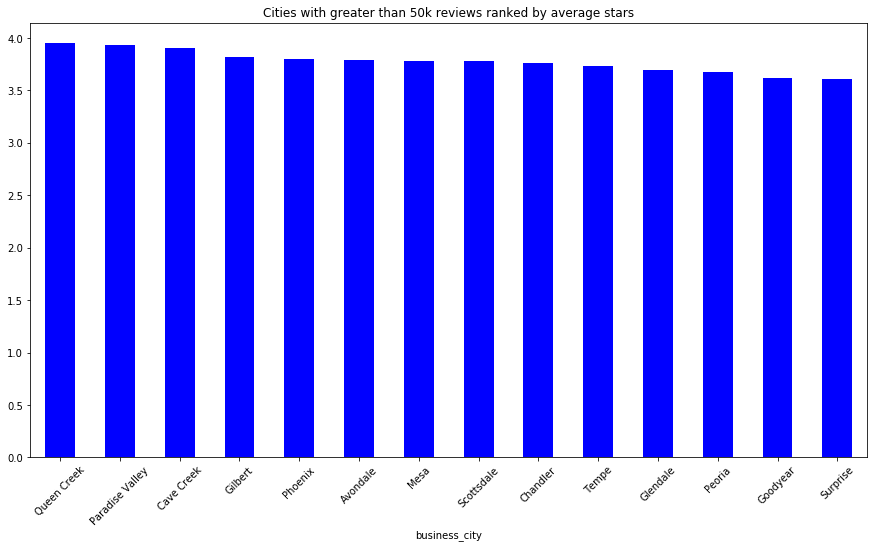 Cities with greater than 50k reviews ranked by average stars
4.0
3.5
3.0
2.5
2.0
1.5
1.0
0.5
0.0
Queen Creek
Paradise Valley
Cave Creek
Gilbert
Phoenix
Avondale
Mesa
Scottsdale
Chandler
Tempe
Glendale
Peoria
Goodyear
Surprise
business_city